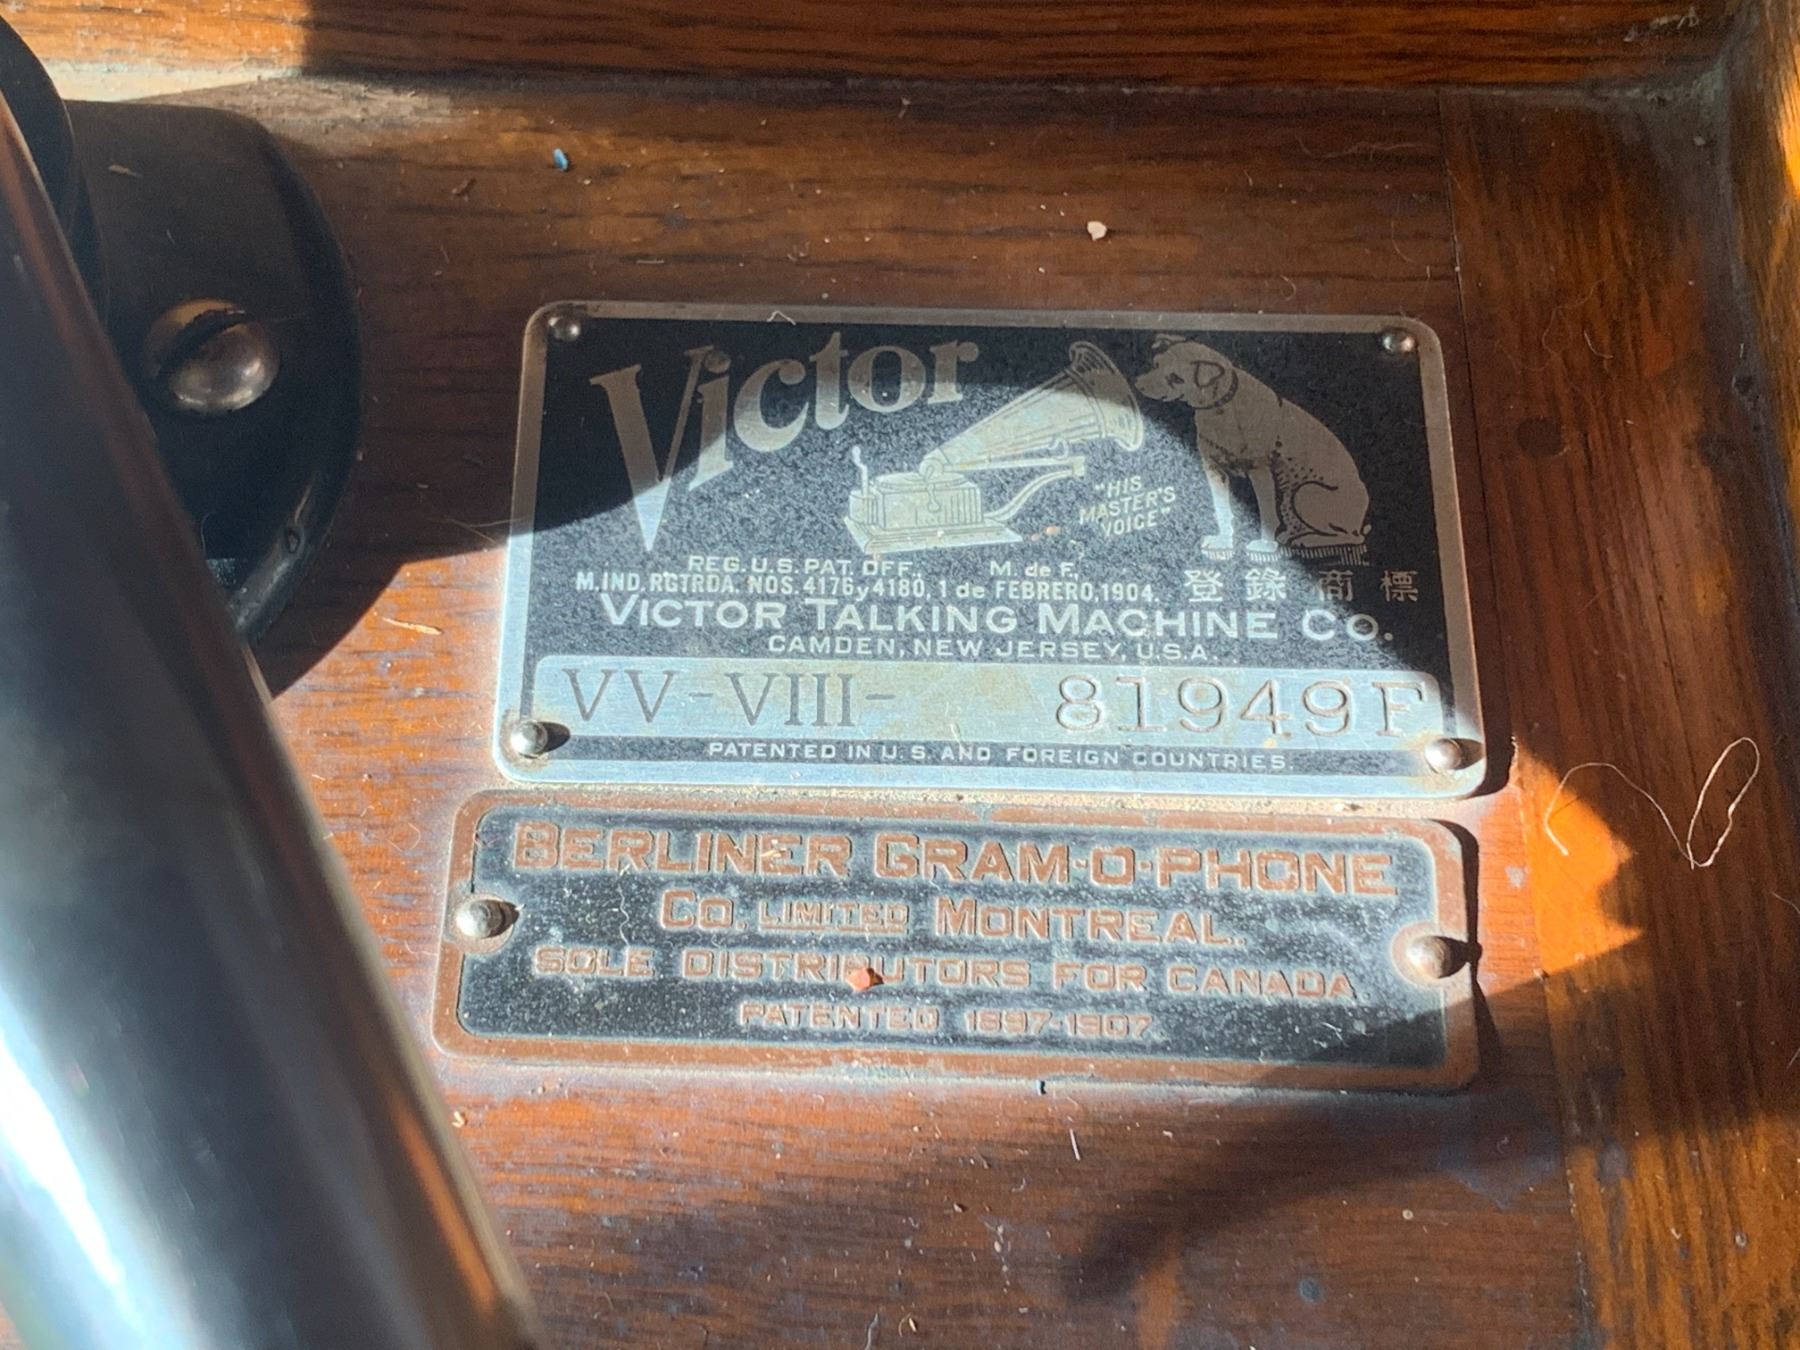 Victor
"HIS
MASTER'S
VOICE"
REG. U.S. PAT. OFF. M. de F.
M. IND. RGTRDA. NOS. 4176 y 4180, 1 de FEBRERO, 1904. 登錄商標
VICTOR TALKING MACHINE CO.
CAMDEN, NEW JERSEY, U.S.A.
VV-VIII- 81949F
PATENTED IN U.S. AND FOREIGN COUNTRIES.
BERLINER GRAM-O-PHONE
CO. LIMITED MONTREAL.
SOLE DISTRIBUTORS FOR CANADA
PATENTED 1897-1907